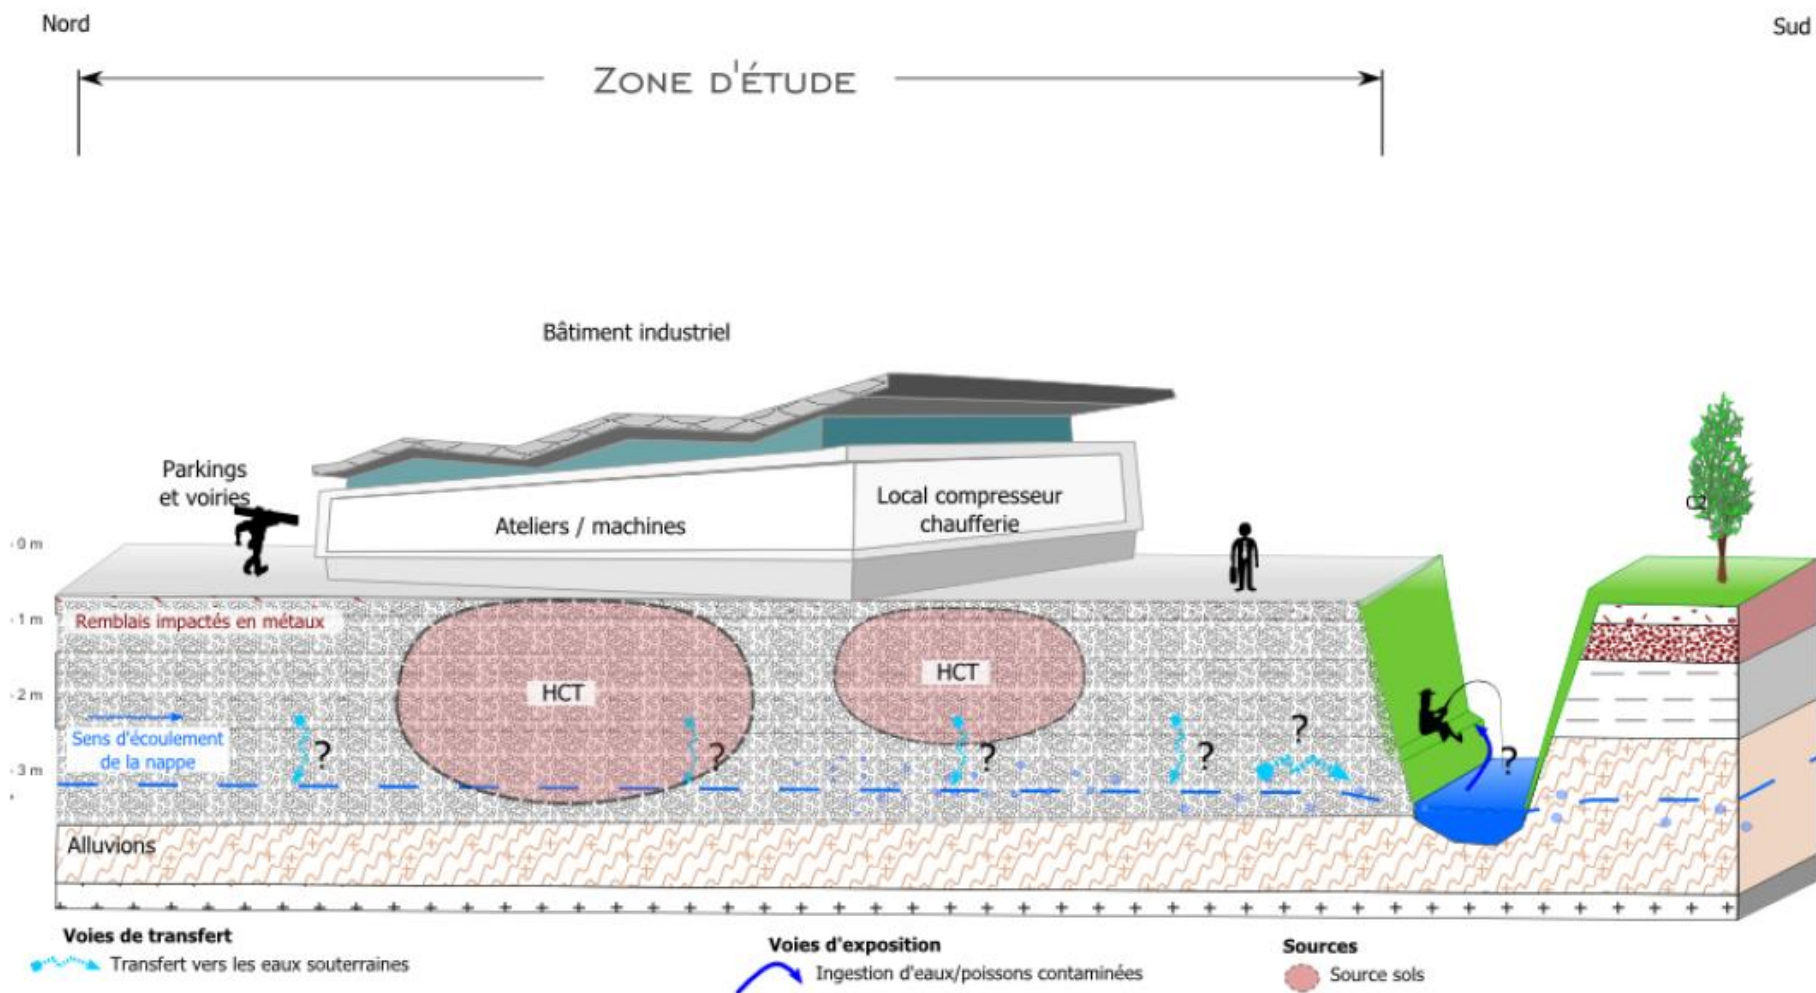 Nord
Sud
ZONE D'ÉTUDE
Bâtiment industriel
Parkings
et voiries
Ateliers / machines
Local compresseur
chaufferie
0 m
1 m
Remblais impactés en métaux
2 m
HCT
HCT
Sens d'écoulement
de la nappe
3 m
?
?
?
?
?
?
Alluvions
Voies de transfert
Transfert vers les eaux souterraines
Voies d'exposition
Ingestion d'eaux/poissons contaminées
Sources
Source sols